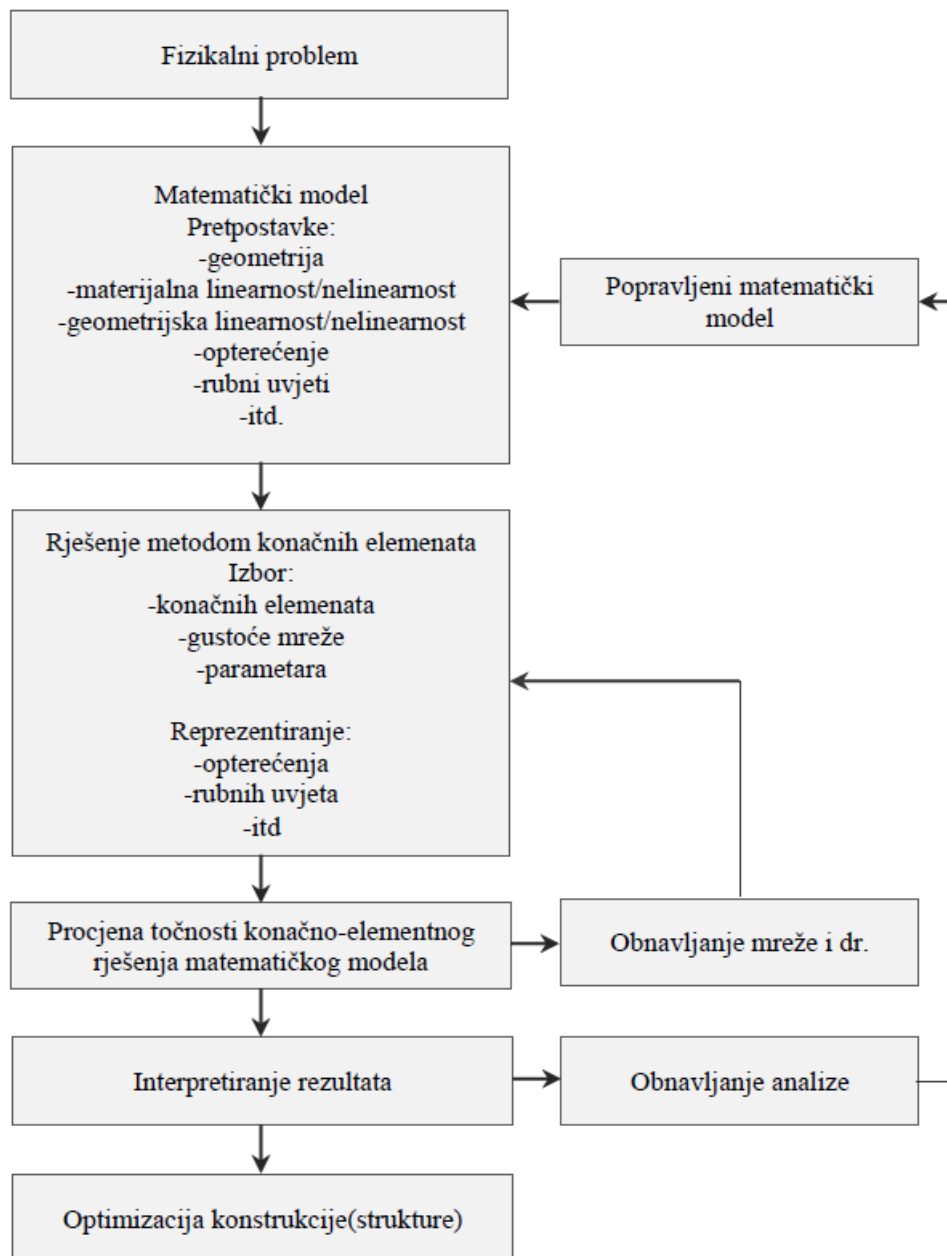 Fizikalni problem
Matematički model
Pretpostavke:
-geometrija
-materijalna linearnost/nelinearnost
-geometrijska linearnost/nelinearnost
-opterećenje
-rubni uvjeti
-itd.
Popravljeni matematički
model
Rješenje metodom konačnih elemenata
Izbor:
-konačnih elemenata
-gustoće mreže
-parametara
Reprezentiranje:
-opterećenja
-rubnih uvjeta
-itd
Procjena točnosti konačno-elementnog
rješenja matematičkog modela
Obnavljanje mreže i dr.
Interpretiranje rezultata
Obnavljanje analize
Optimizacija konstrukcije(strukture)